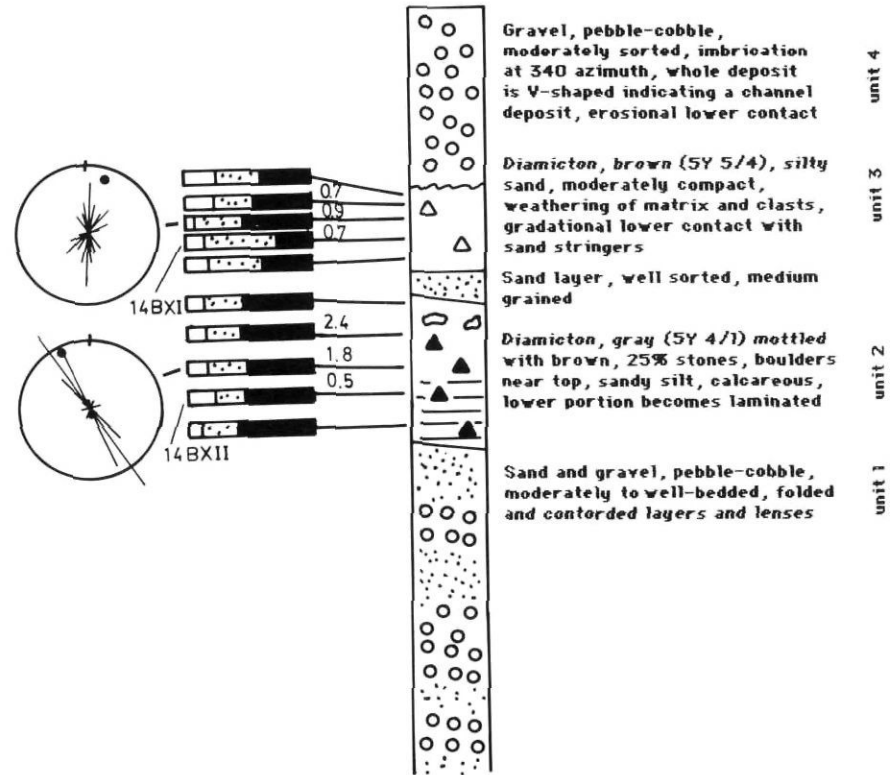 Gravel, pebble-cobble,
moderately sorted, imbrication
at 340 azimuth, whole deposit
is V-shaped indicating a channel
deposit, erosional lower contact
unit 4
Diamicton, brown (5Y 5/4), silty
sand, moderately compact,
weathering of matrix and clasts,
gradational lower contact with
sand stringers
unit 3
Sand layer, well sorted, medium
grained
Diamicton, gray (5Y 4/1) mottled
with brown, 25% stones, boulders
near top, sandy silt, calcareous,
lower portion becomes laminated
unit 2
Sand and gravel, pebble-cobble,
moderately to well-bedded, folded
and contorded layers and lenses
unit 1
0.7
0.9
0.7
14BXI
2.4
1.8
0.5
14BXII